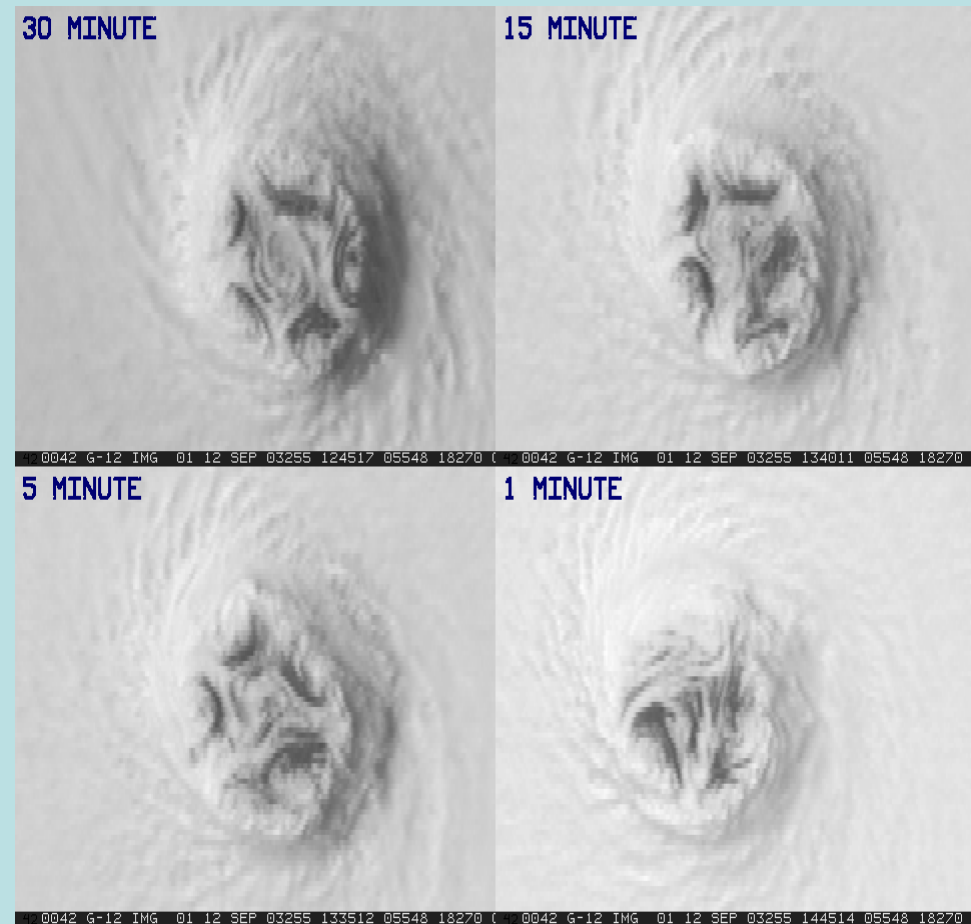 30 MINUTE
15 MINUTE
0042 G-12 IMG 01 12 SEP 03255 124517 05548 18270
0042 G-12 IMG 01 12 SEP 03255 134011 05548 18270
5 MINUTE
1 MINUTE
0042 G-12 IMG 01 12 SEP 03255 133512 05548 18270
0042 G-12 IMG 01 12 SEP 03255 144514 05548 18270